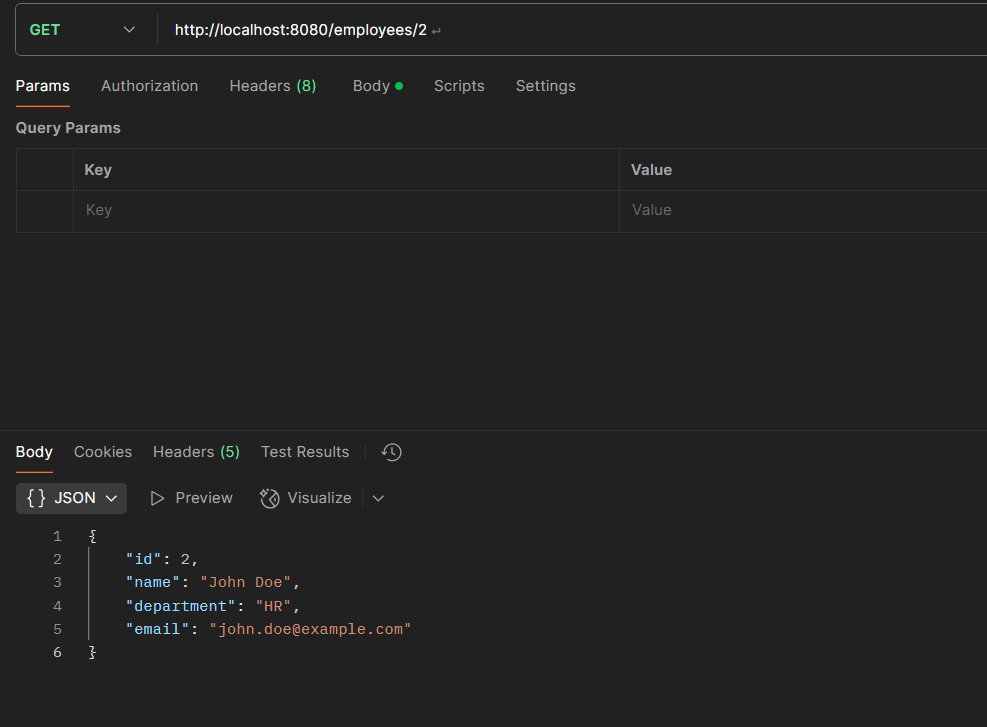 GET http://localhost:8080/employees/2
Params Authorization Headers (8) Body Scripts Settings
Query Params
Key Value
Key Value
Body Cookies Headers (5) Test Results
{} JSON Preview Visualize
1 {
2 "id": 2,
3 "name": "John Doe",
4 "department": "HR",
5 "email": "john.doe@example.com"
6 }